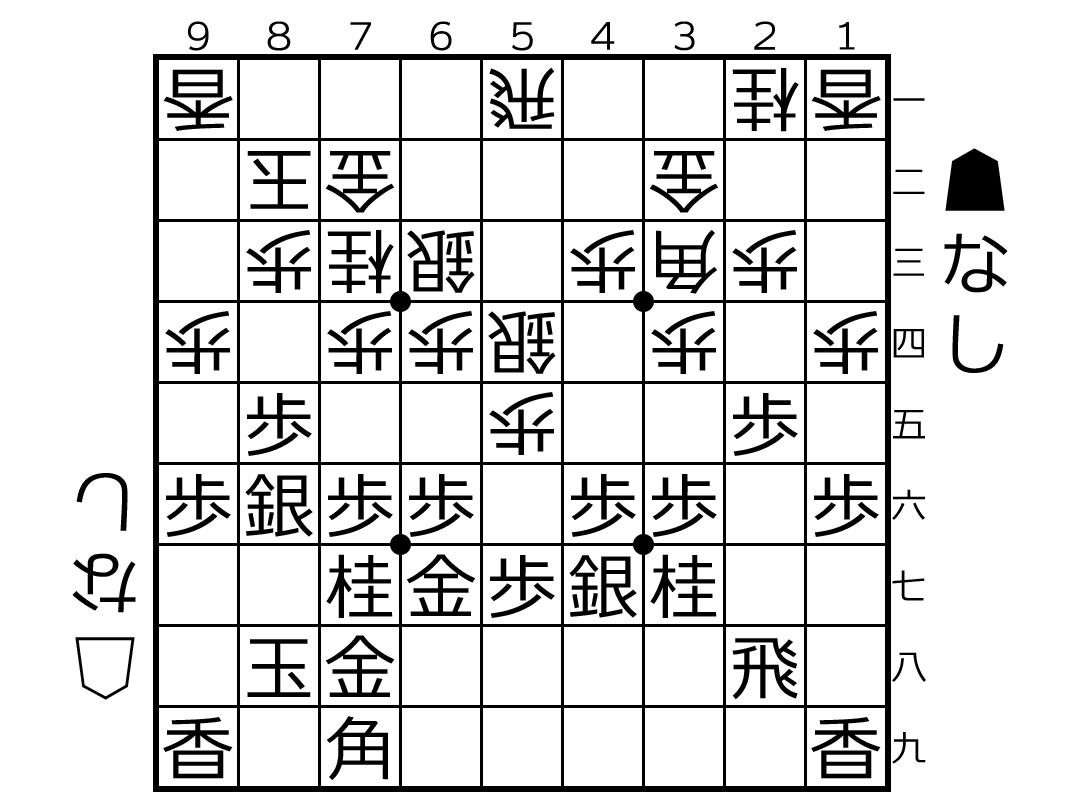 9 8 7 6 5 4 3 2 1
香 飛 桂 香 一
王 金 金 二
歩 桂 銀 歩 角 歩 三
歩 歩 歩 銀 歩 歩 四
歩 歩 歩 五
歩 銀 歩 歩 歩 歩 歩 六
桂 金 歩 銀 桂 七
玉 金 飛 八
香 角 香 九
なし
なし